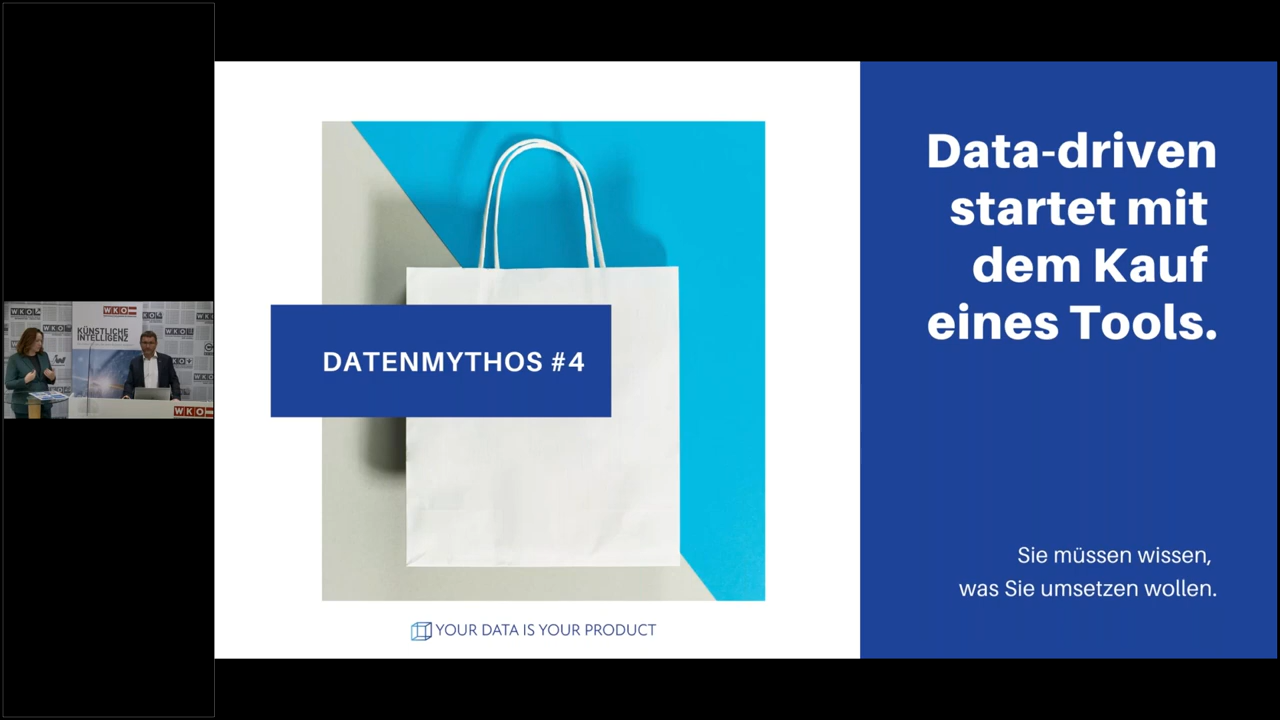 WKO
KÜNSTLICHE
INTELLIGENZ
WKO
DATENMYTHOS #4
YOUR DATA IS YOUR PRODUCT
Data-driven
startet mit
dem Kauf
eines Tools.
Sie müssen wissen,
was Sie umsetzen wollen.